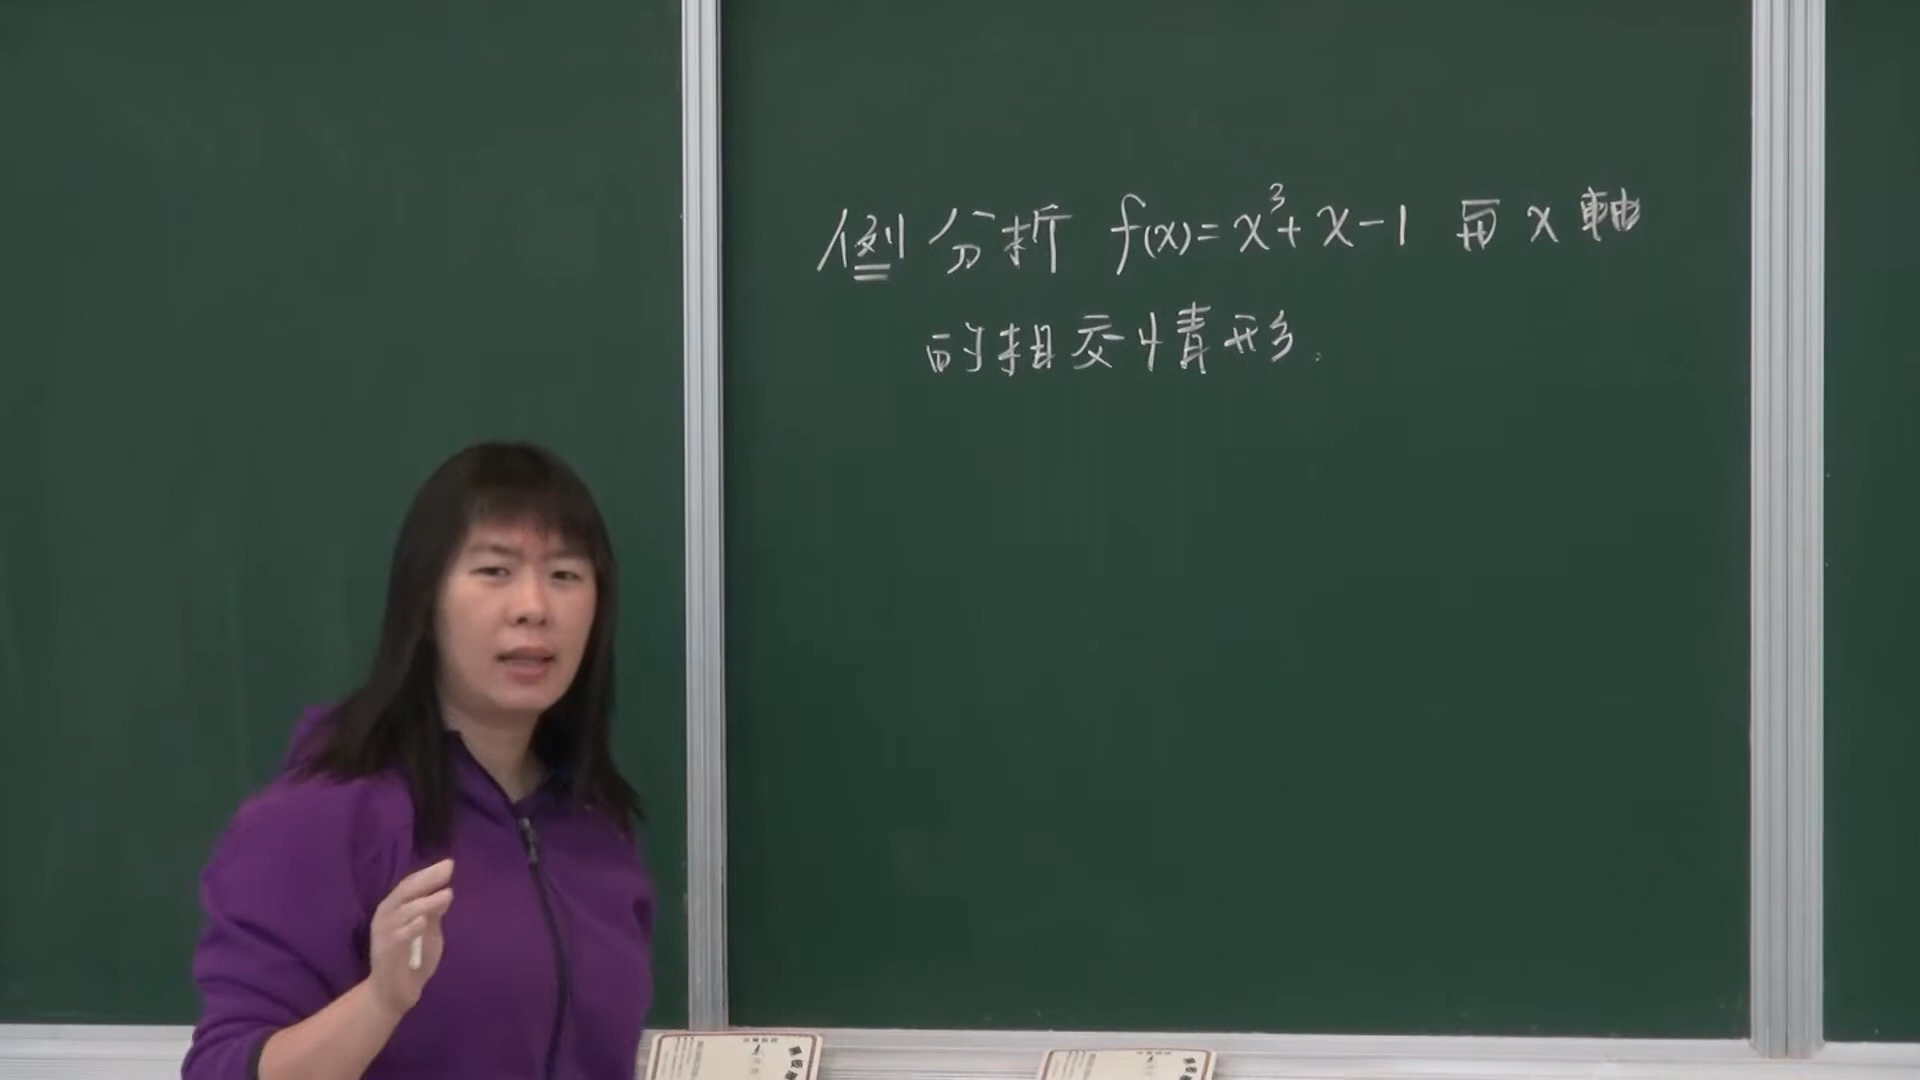 例 分析 f(x)=x³+x-1 與 x 軸
的相交情形.